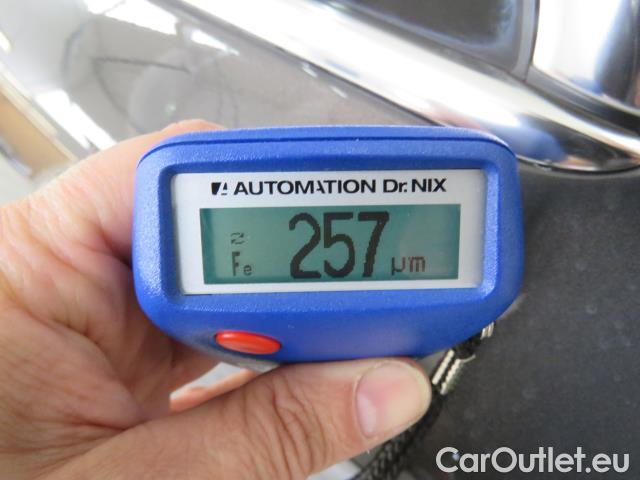 AUTOMATION Dr. NIX
Fe 257 µm
CarOutlet.eu